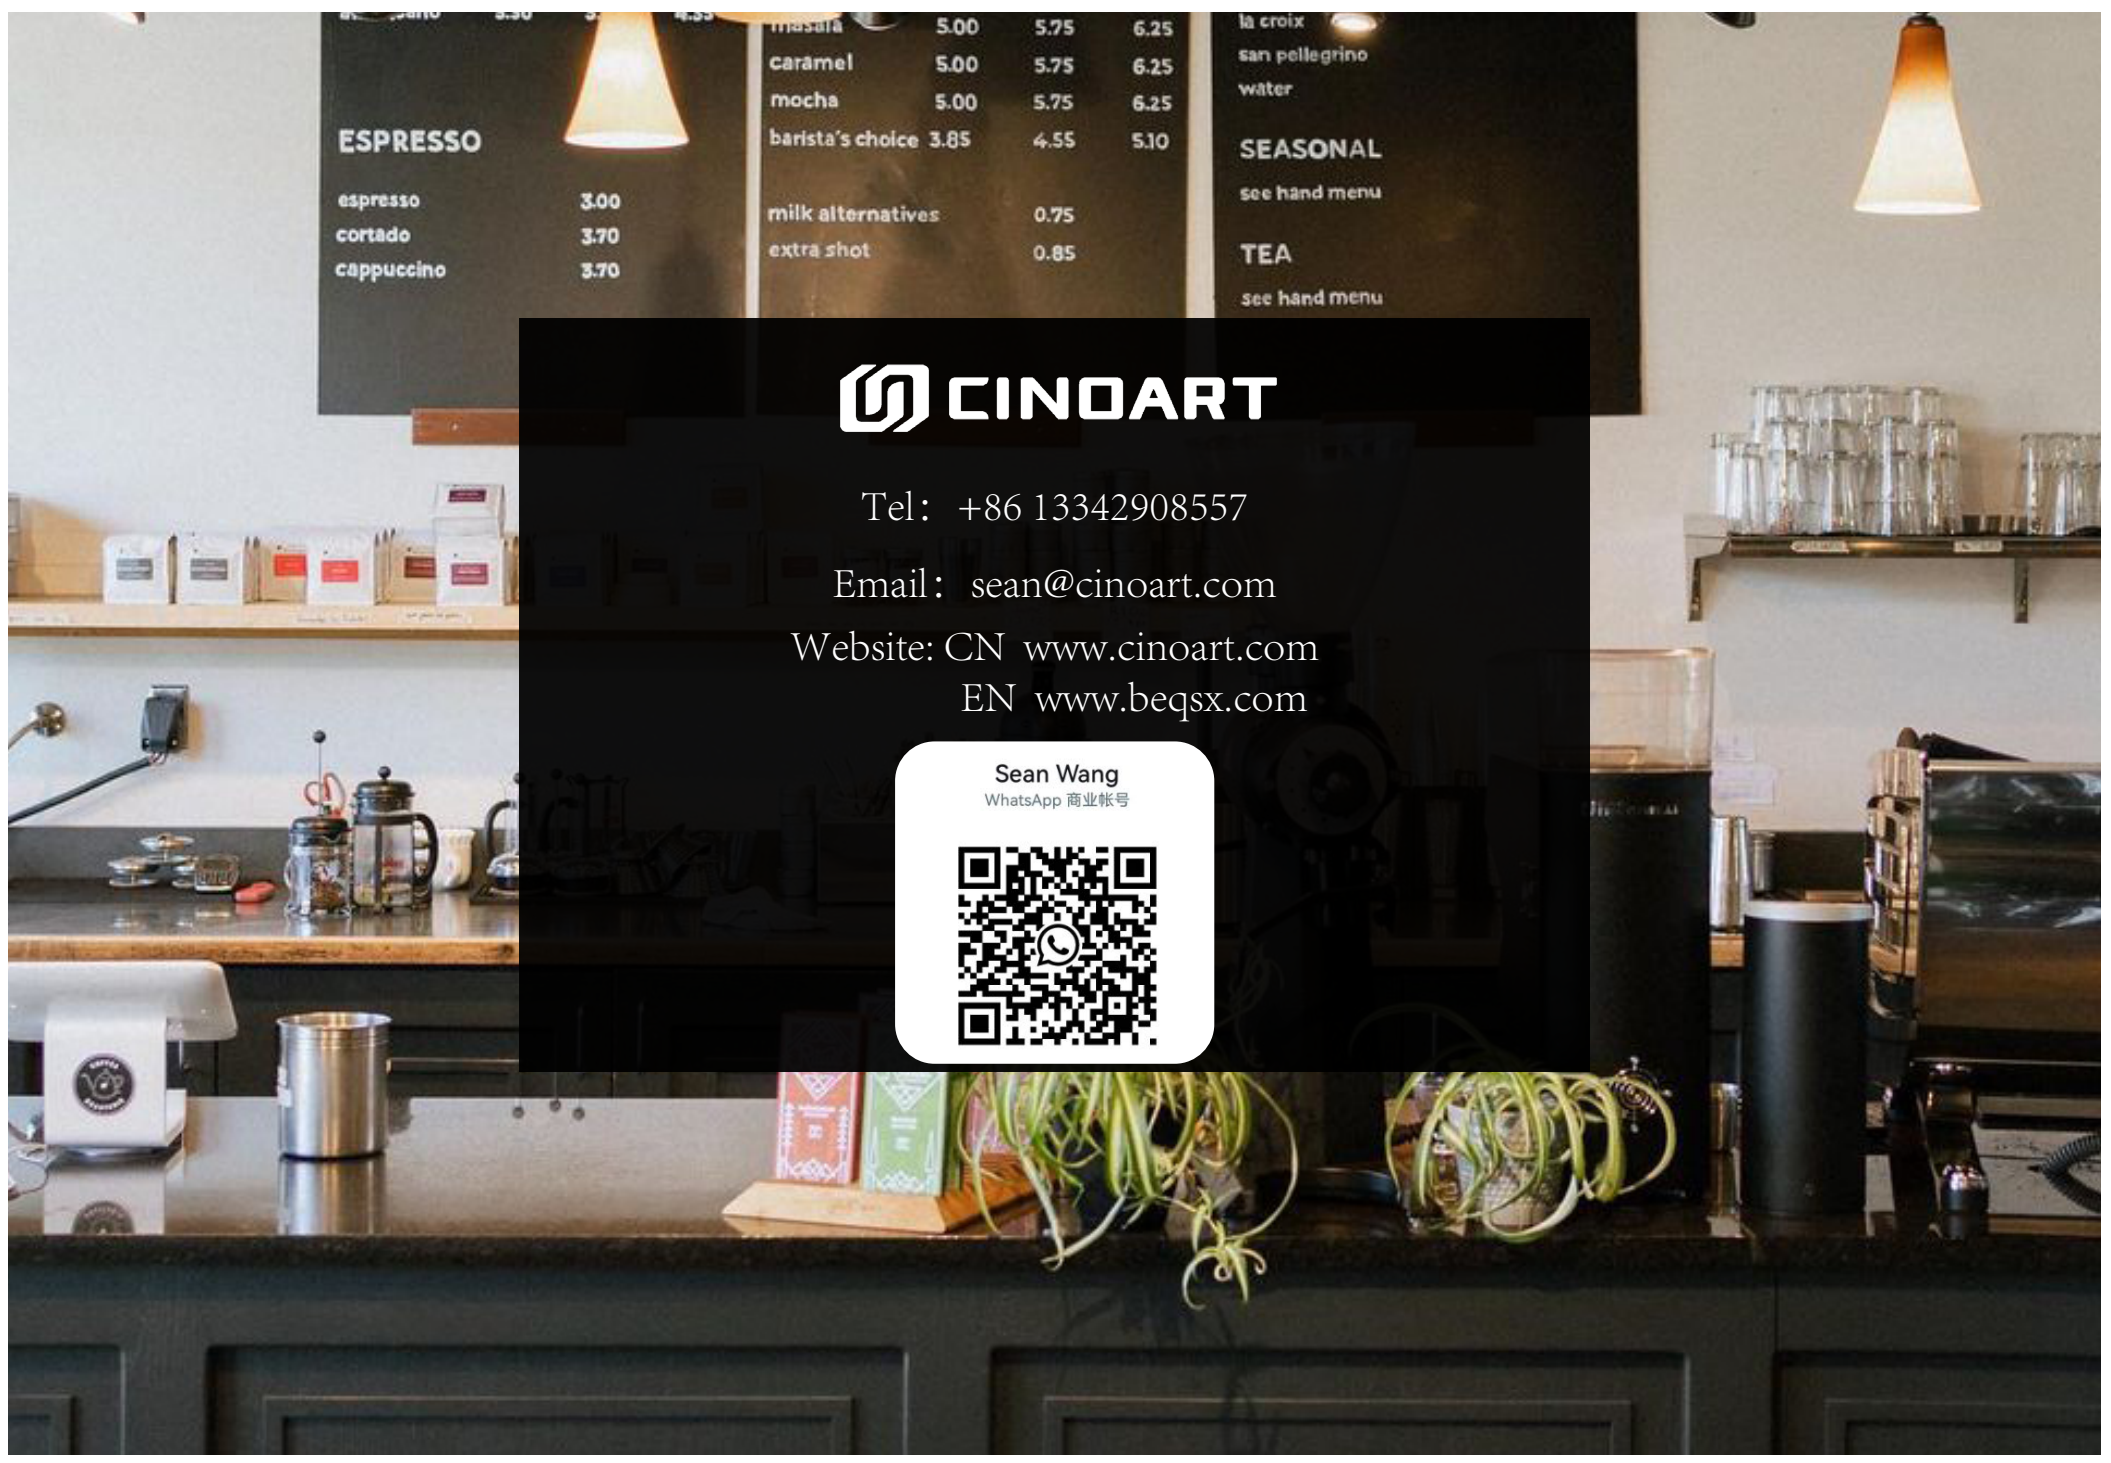 ESPRESSO
espresso 3.00
cortado 3.70
cappuccino 3.70
masala 5.00 5.75 6.25
caramel 5.00 5.75 6.25
mocha 5.00 5.75 6.25
barista's choice 3.85 4.55 5.10
milk alternatives 0.75
extra shot 0.85
la croix
san pellegrino
water
SEASONAL
see hand menu
TEA
see hand menu
CINOART
Tel： +86 13342908557
Email： sean@cinoart.com
Website: CN www.cinoart.com
EN www.beqsx.com
Sean Wang
WhatsApp 商业帐号